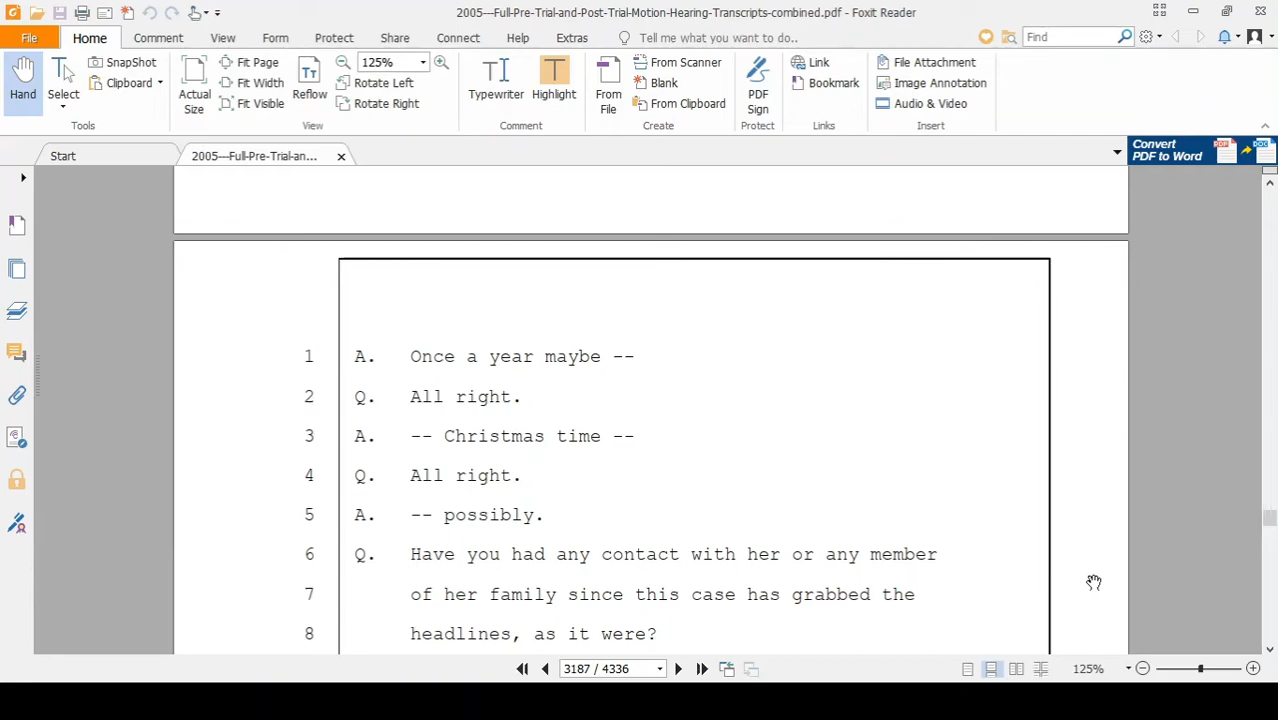 2005---Full-Pre-Trial-and-Post-Trial-Motion-Hearing-Transcripts-combined.pdf - Foxit Reader
File Home Comment View Form Protect Share Connect Help Extras Tell me what you want to do.. Find
Hand
Select
SnapShot
Clipboard
Tools
Actual
Size
Fit Page
Fit Width
Fit Visible
Reflow
125%
Rotate Left
Rotate Right
View
Typewriter
Highlight
Comment
From
File
From Scanner
Blank
From Clipboard
Create
PDF
Sign
Protect
Link
Bookmark
Links
File Attachment
Image Annotation
Audio & Video
Insert
Start
2005---Full-Pre-Trial-an...
Convert
PDF to Word
1 A. Once a year maybe --
2 Q. All right.
3 A. -- Christmas time --
4 Q. All right.
5 A. -- possibly.
6 Q. Have you had any contact with her or any member
7 of her family since this case has grabbed the
8 headlines, as it were?
3187 / 4336
125%